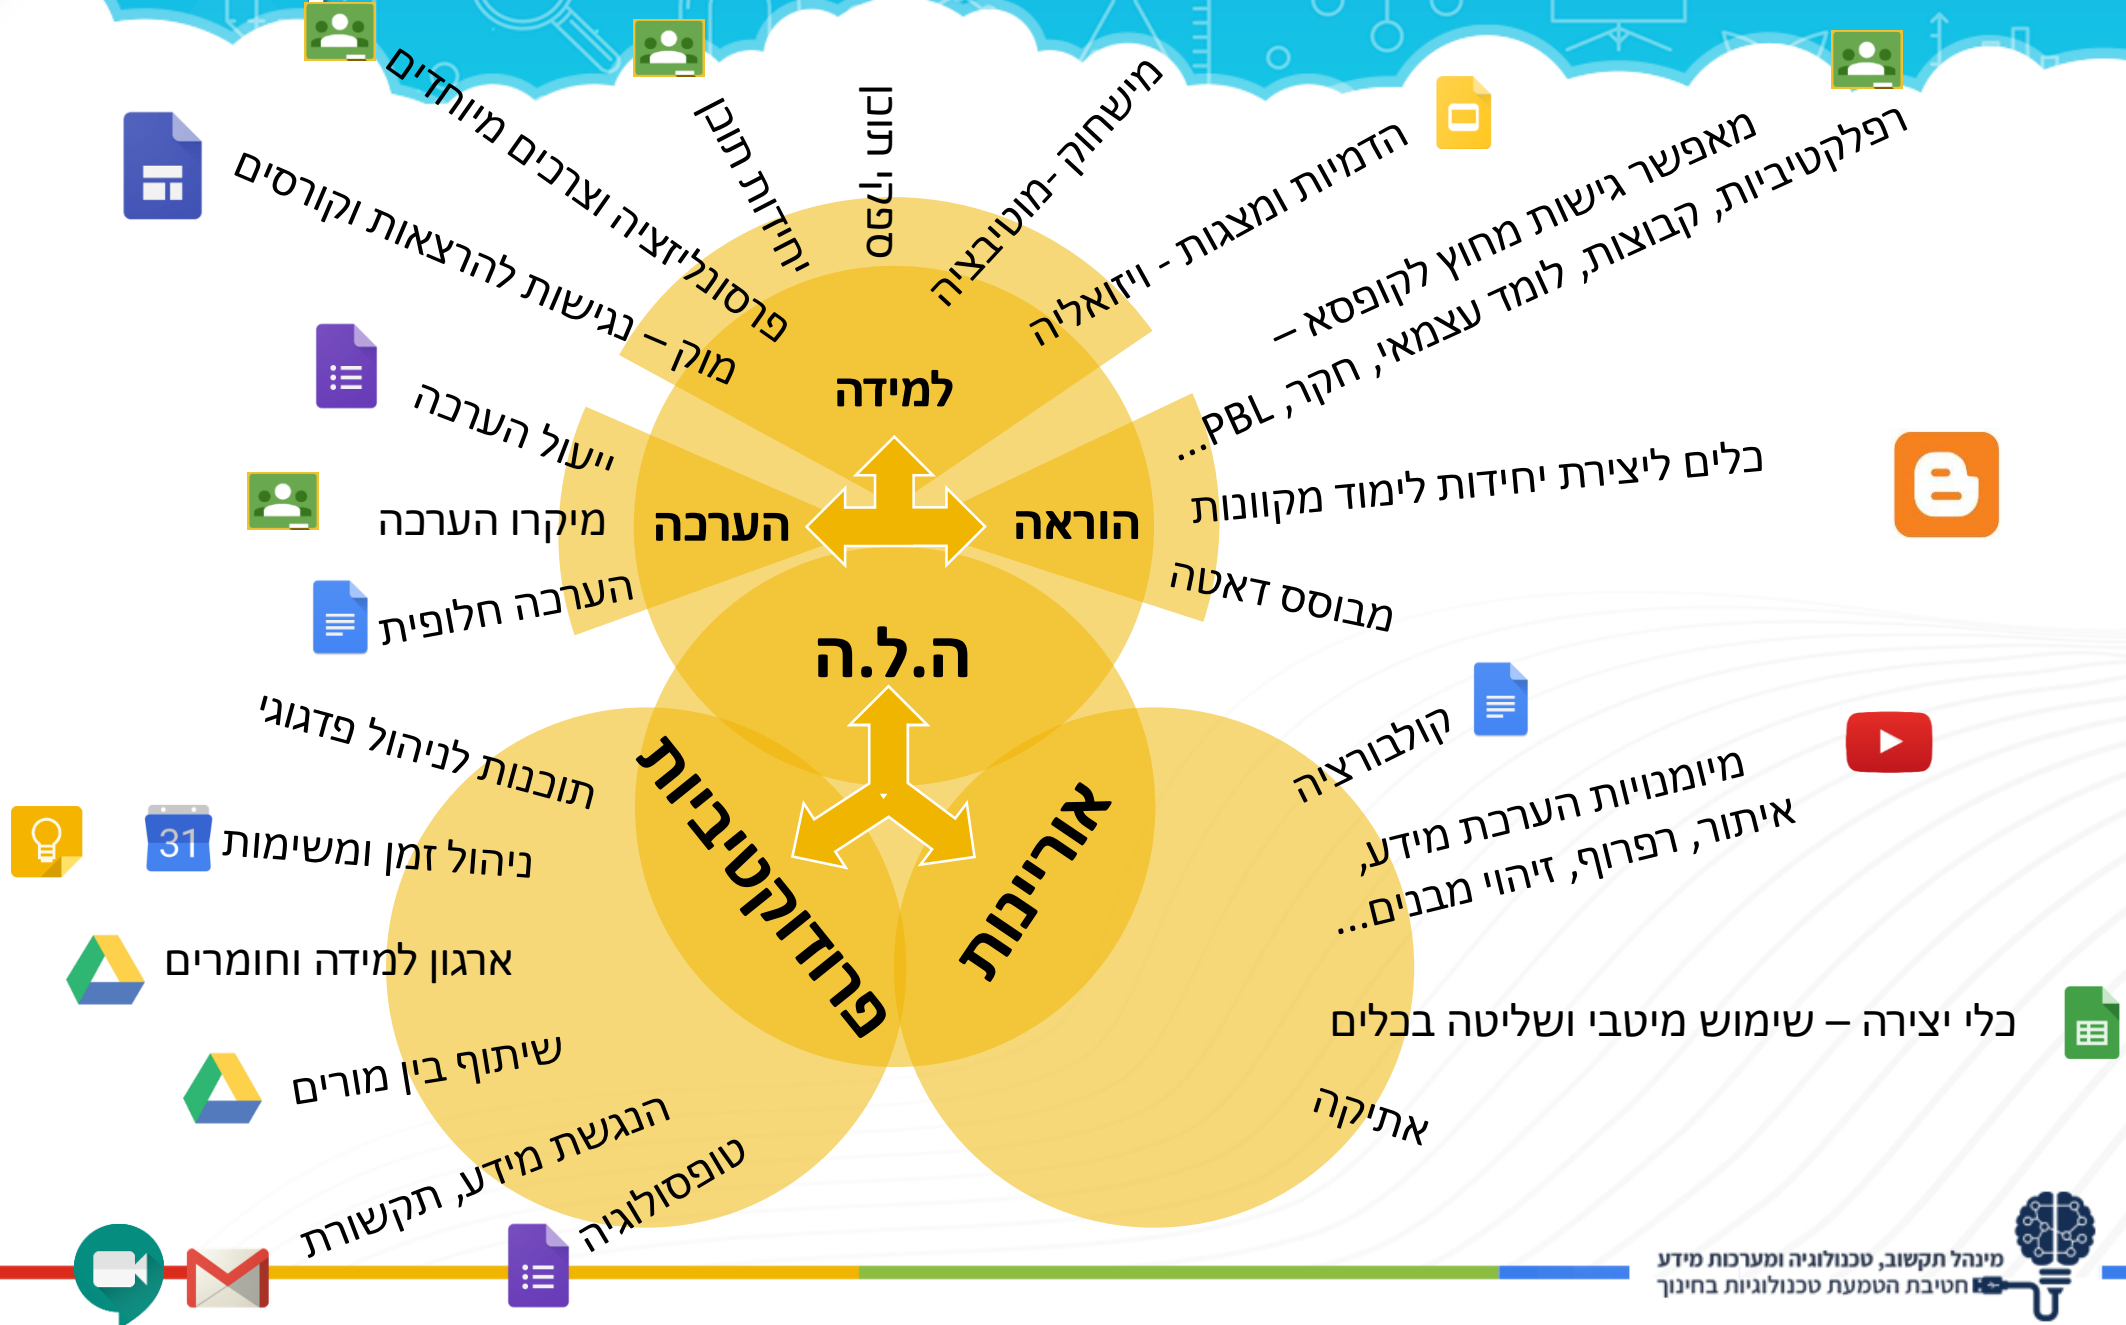 פרסונליזציה וצרכים מיוחדים
יחידות תוכן
ספקי תוכן
מישחוק -מוטיבציה
הדמיות ומצגות - ויזואליה
מאפשר גישות מחוץ לקופסא –
רפלקטיביות, קבוצות, לומד עצמאי, חקר, PBL...
מוק – נגישות להרצאות וקורסים
למידה
ייעול הערכה
כלים ליצירת יחידות לימוד מקוונות
הוראה
הערכה
מיקרו הערכה
מבוסס דאטה
הערכה חלופית
ה.ל.ה
קולבורציה
תוכנות לניהול פדגוגי
מיומנויות הערכת מידע,
איתור, רפרוף, זיהוי מבנים...
אוריינות
פרודוקטיביות
31
ניהול זמן ומשימות
ארגון למידה וחומרים
כלי יצירה – שימוש מיטבי ושליטה בכלים
שיתוף בין מורים
אתיקה
הנגשת מידע, תקשורת
טופסולוגיה
מינהל תקשוב, טכנולוגיה ומערכות מידע
חטיבת הטמעת טכנולוגיות בחינוך